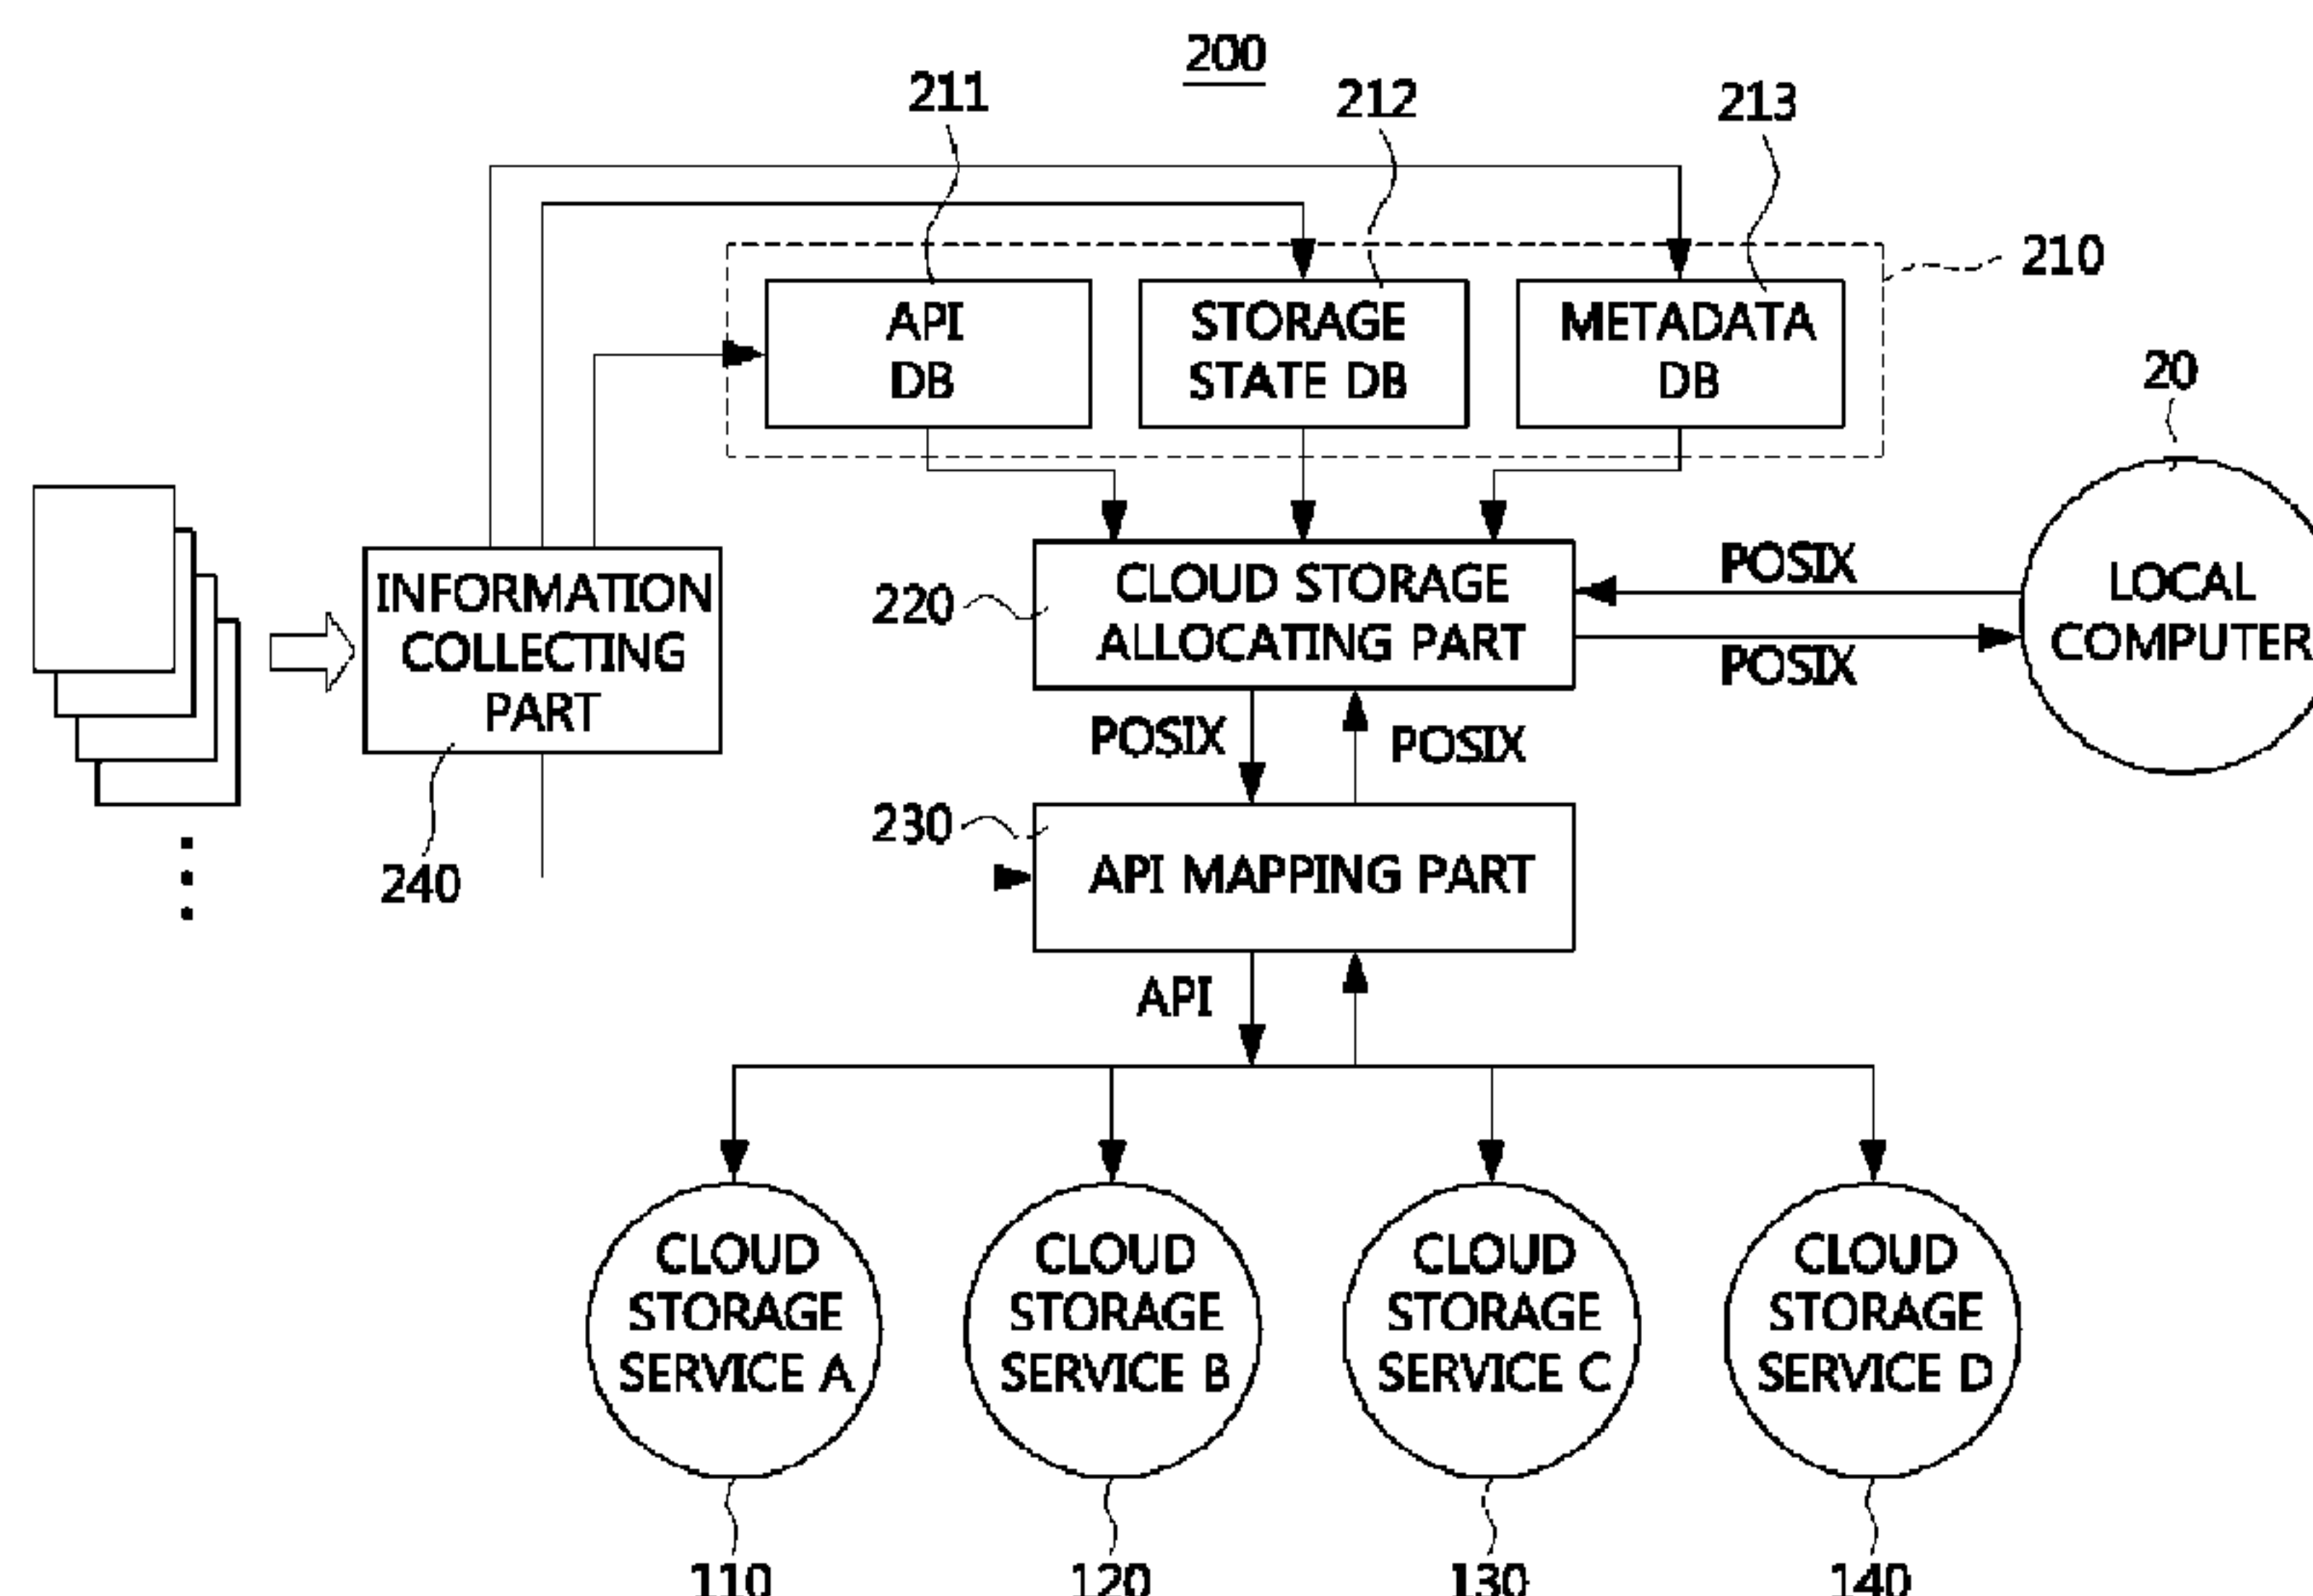 200
211
212
213
210
API
DB
STORAGE
STATE DB
METADATA
DB
20
INFORMATION
COLLECTING
PART
240
220
CLOUD STORAGE
ALLOCATING PART
POSIX
POSIX
LOCAL
COMPUTER
POSIX
POSIX
230
API MAPPING PART
API
CLOUD
STORAGE
SERVICE A
CLOUD
STORAGE
SERVICE B
CLOUD
STORAGE
SERVICE C
CLOUD
STORAGE
SERVICE D
110
120
130
140